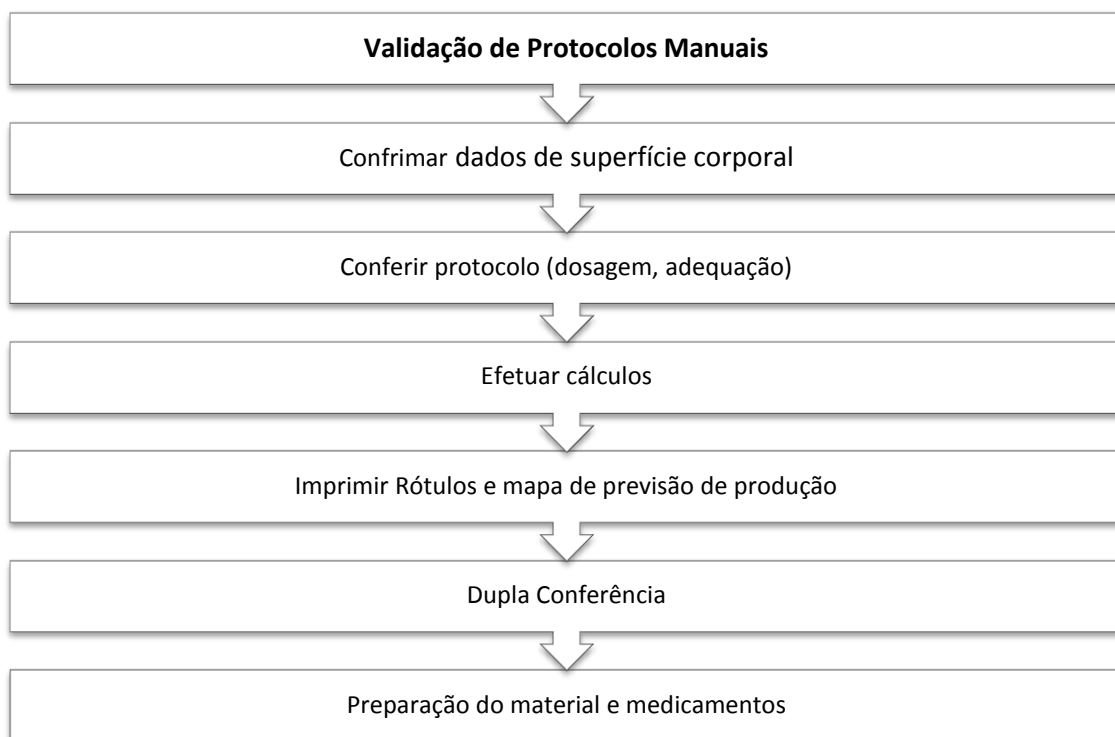 Validação de Protocolos Manuais
Confrimar dados de superfície corporal
Conferir protocolo (dosagem, adequação)
Efetuar cálculos
Imprimir Rótulos e mapa de previsão de produção
Dupla Conferência
Preparação do material e medicamentos